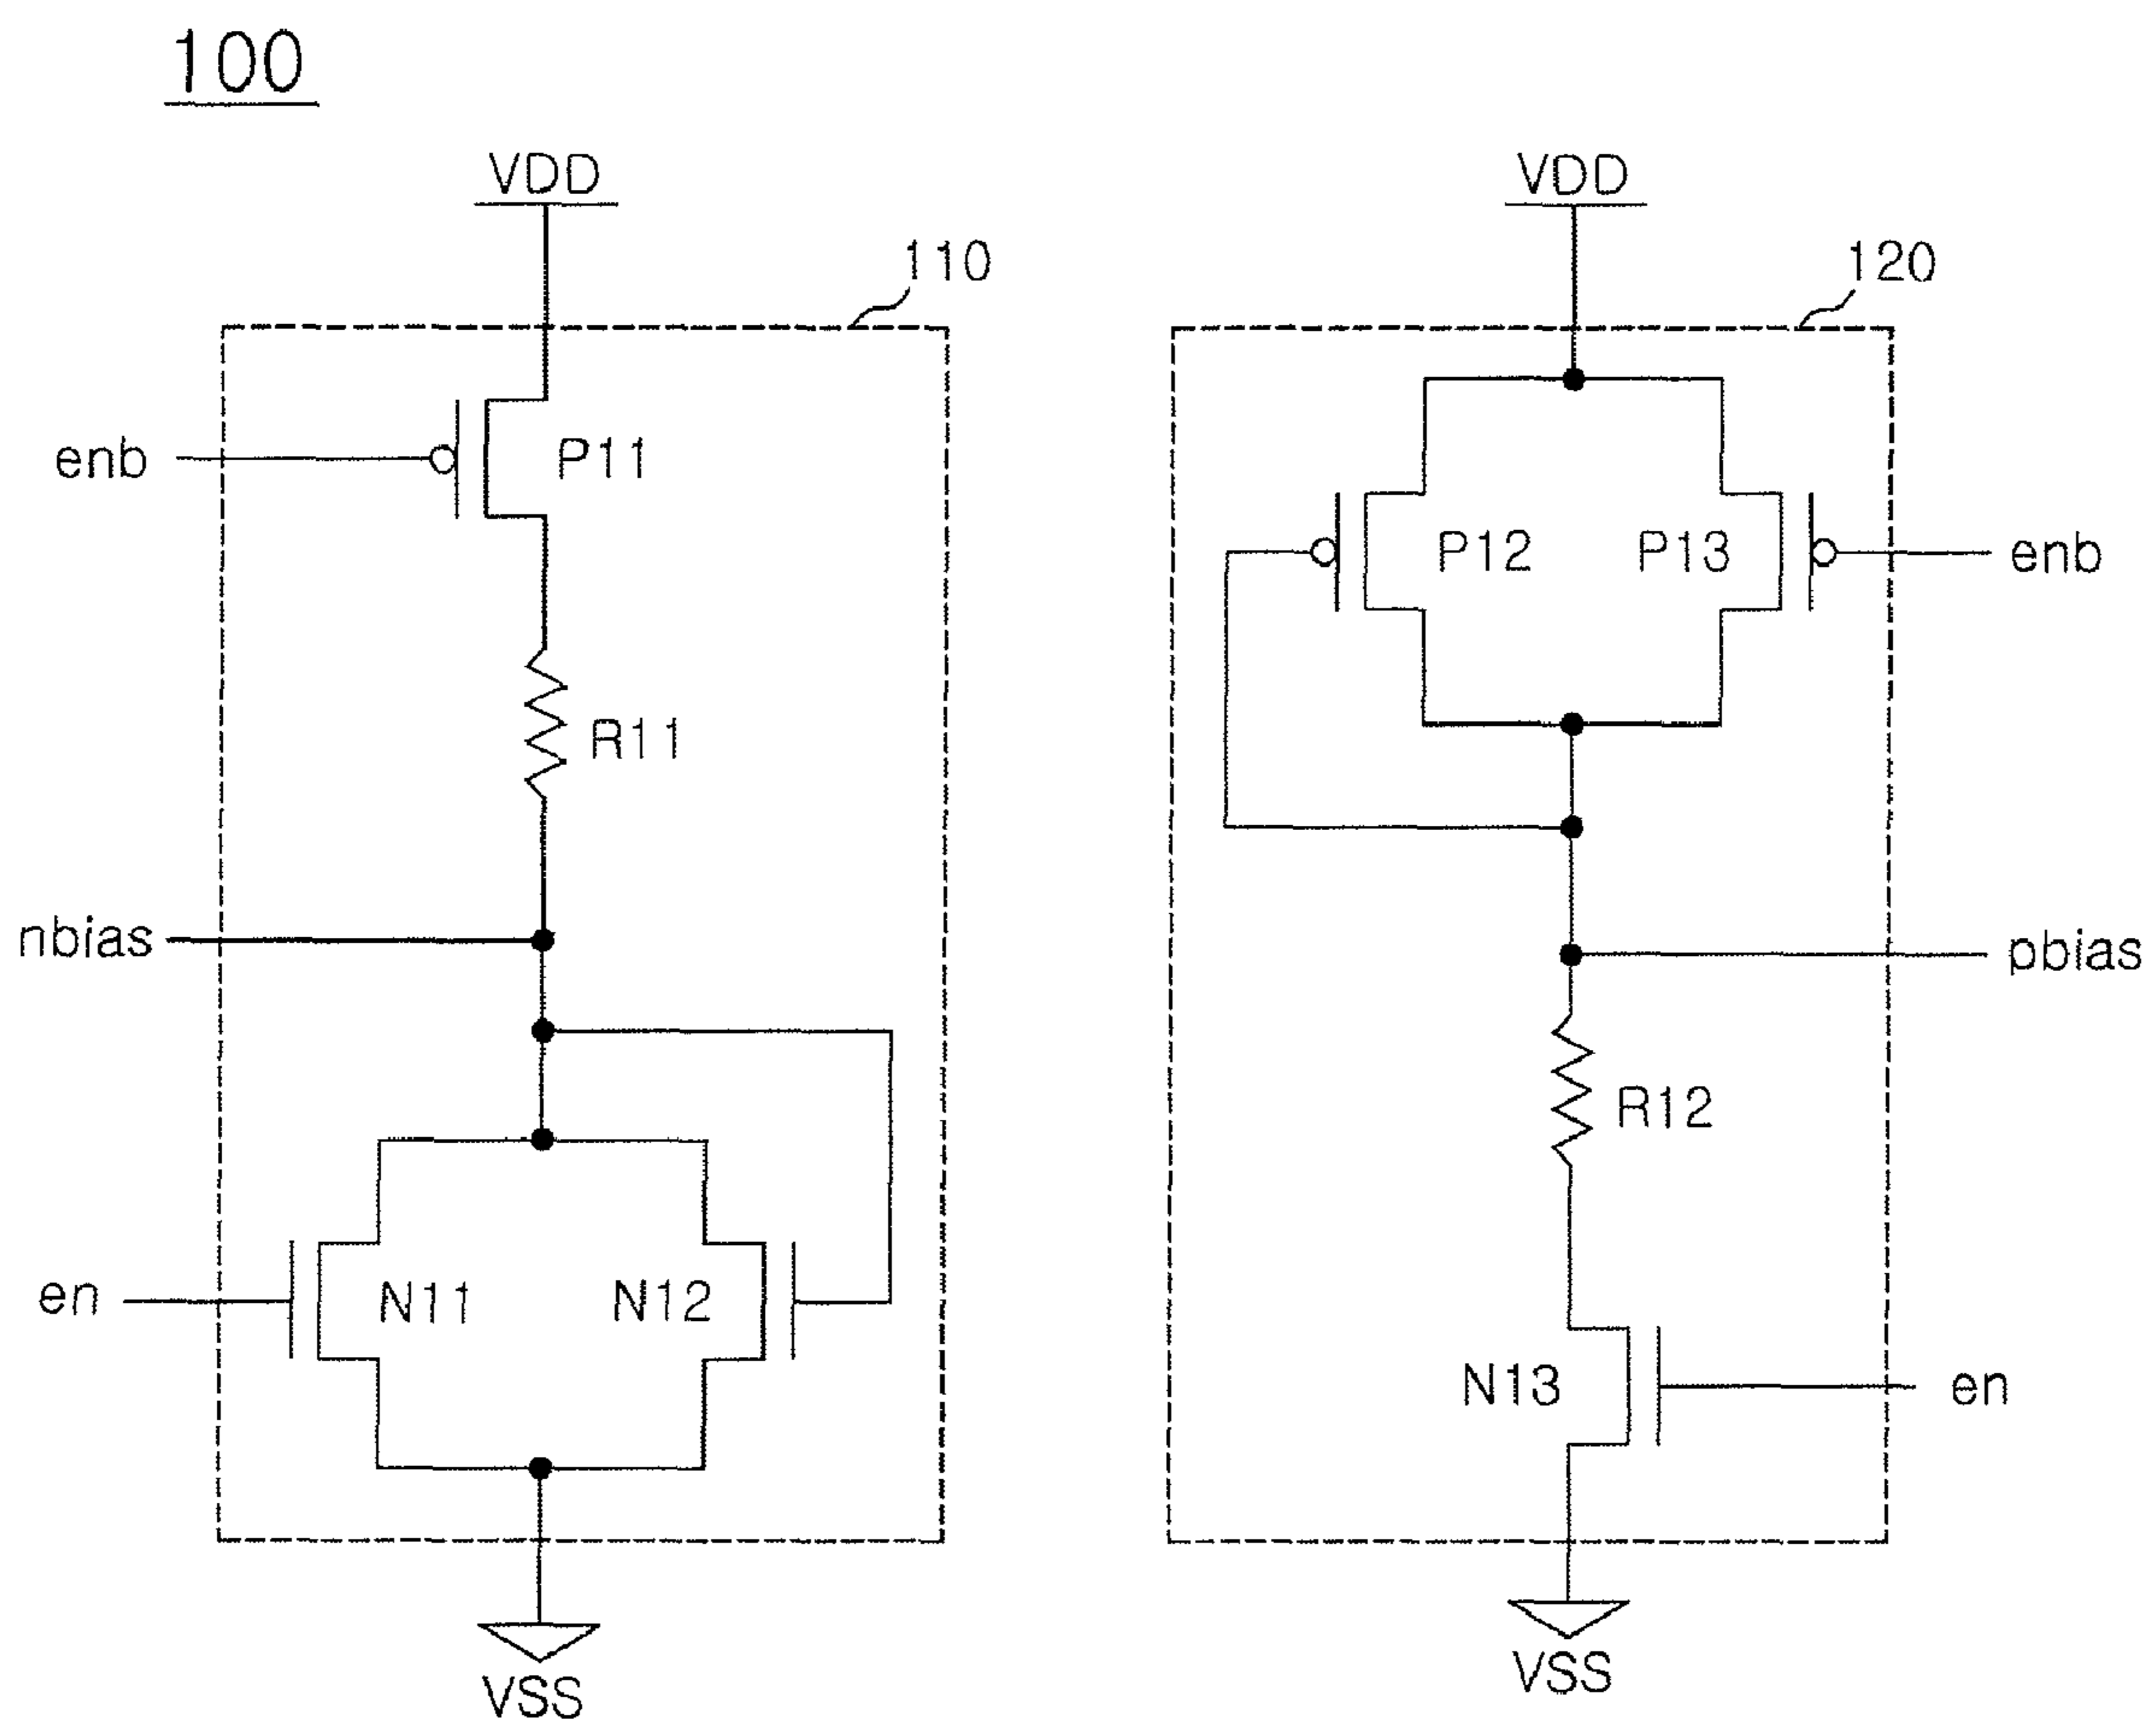 100
VDD
VDD
110
120
enb
P11
P12
P13
enb
R11
nbias
pbias
R12
en
N11
N12
N13
en
VSS
VSS